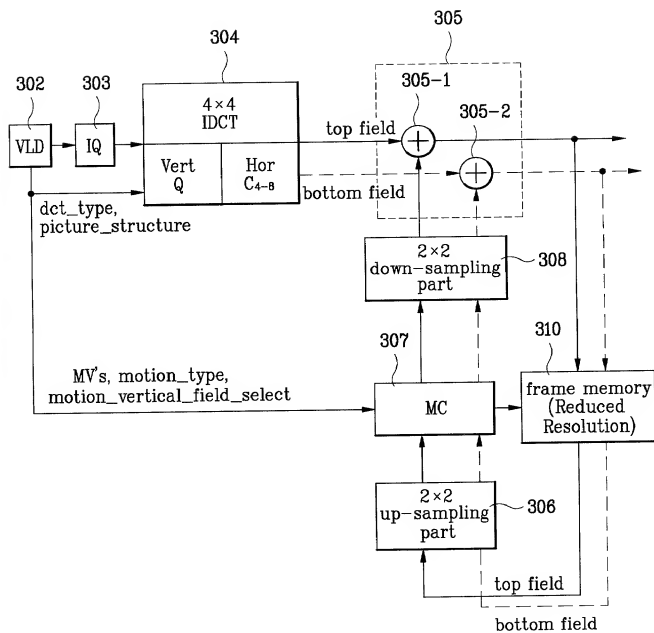 305
304
305-1
302
303
305-2
4×4
IDCT
top field
VLD
IQ
Vert
Q
Hor
C4-8
bottom field
dct_type,
picture_structure
2×2
down-sampling
part
308
307
310
MV's, motion_type,
motion_vertical_field_select
MC
frame memory
(Reduced
Resolution)
2×2
up-sampling
part
306
top field
bottom field